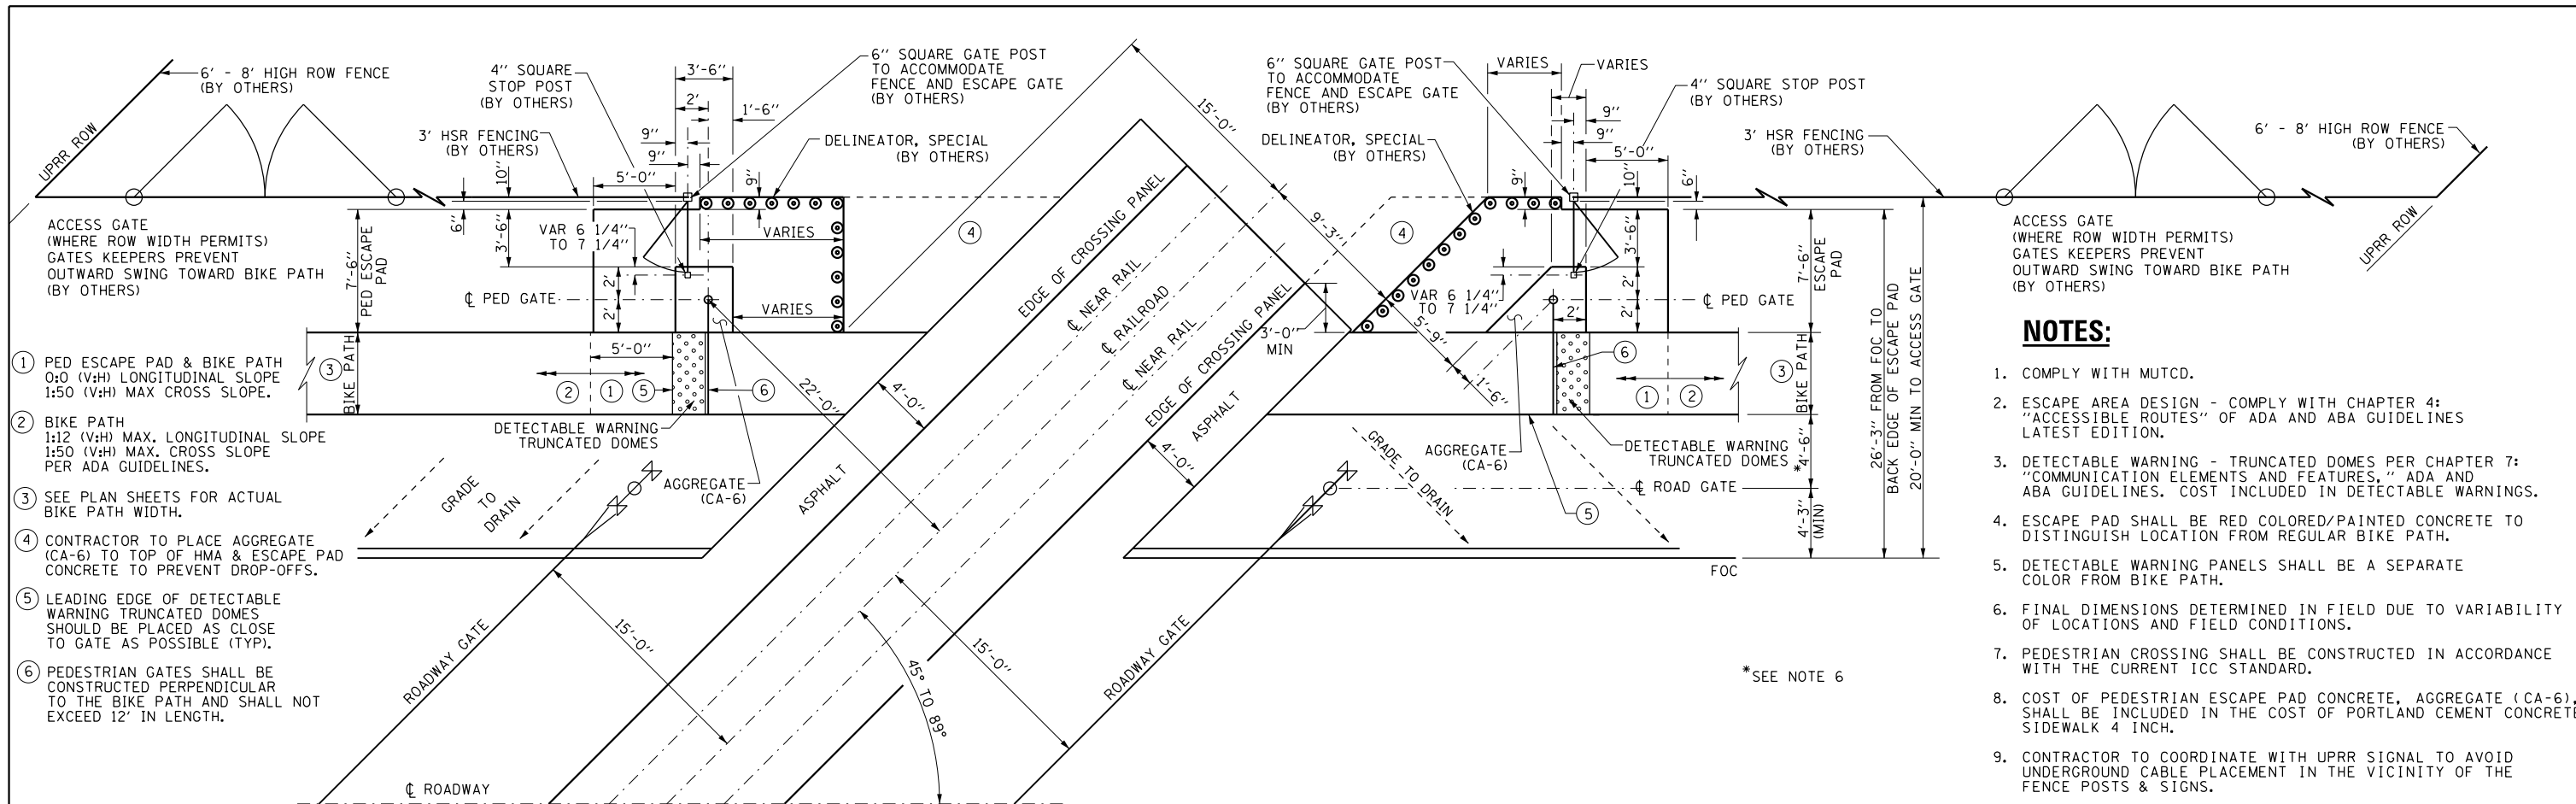 6' - 8' HIGH ROW FENCE
(BY OTHERS)
UPRR ROW
4" SQUARE
STOP POST
(BY OTHERS)
3' HSR FENCING
(BY OTHERS)
3'-6"
2'
1'-6"
9"
9"
6" SQUARE GATE POST
TO ACCOMMODATE
FENCE AND ESCAPE GATE
(BY OTHERS)
DELINEATOR, SPECIAL
(BY OTHERS)
10"
5'-0"
9"
6"
3'-6"
VAR 6 1/4"
TO 7 1/4"
VARIES
ACCESS GATE
(WHERE ROW WIDTH PERMITS)
GATES KEEPERS PREVENT
OUTWARD SWING TOWARD BIKE PATH
(BY OTHERS)
7'-6"
PED ESCAPE
PAD
℄ PED GATE
2'
2'
VARIES
4
BIKE PATH
3
5'-0"
2
1
5
6
DETECTABLE WARNING
TRUNCATED DOMES
AGGREGATE
(CA-6)
GRADE
TO
DRAIN
22'-0"
4'-0"
ASPHALT
ROADWAY GATE
15'-0"
℄ ROADWAY
15'-0"
9'-3"
5'-9"
1'-6"
EDGE OF CROSSING PANEL
℄ NEAR RAIL
℄ RAILROAD
℄ NEAR RAIL
EDGE OF CROSSING PANEL
3'-0"
MIN
4'-0"
ASPHALT
15'-0"
45° TO 89°
ROADWAY GATE
6" SQUARE GATE POST
TO ACCOMMODATE
FENCE AND ESCAPE GATE
(BY OTHERS)
DELINEATOR, SPECIAL
(BY OTHERS)
VARIES
VARIES
4" SQUARE STOP POST
(BY OTHERS)
9"
9"
5'-0"
3' HSR FENCING
(BY OTHERS)
6' - 8' HIGH ROW FENCE
(BY OTHERS)
4
9"
10"
6"
3'-6"
VAR 6 1/4"
TO 7 1/4"
2'
2'
2'
℄ PED GATE
7'-6"
ESCAPE
PAD
ACCESS GATE
(WHERE ROW WIDTH PERMITS)
GATES KEEPERS PREVENT
OUTWARD SWING TOWARD BIKE PATH
(BY OTHERS)
UPRR ROW
6
1
2
3
BIKE PATH
AGGREGATE
(CA-6)
DETECTABLE WARNING
TRUNCATED DOMES
*4'-6"
GRADE TO DRAIN
℄ ROAD GATE
5
4'-3"
(MIN)
26'-3" FROM FOC TO
BACK EDGE OF ESCAPE PAD
20'-0" MIN TO ACCESS GATE
FOC
*SEE NOTE 6
1 PED ESCAPE PAD & BIKE PATH
0:0 (V:H) LONGITUDINAL SLOPE
1:50 (V:H) MAX CROSS SLOPE.
2 BIKE PATH
1:12 (V:H) MAX. LONGITUDINAL SLOPE
1:50 (V:H) MAX. CROSS SLOPE
PER ADA GUIDELINES.
3 SEE PLAN SHEETS FOR ACTUAL
BIKE PATH WIDTH.
4 CONTRACTOR TO PLACE AGGREGATE
(CA-6) TO TOP OF HMA & ESCAPE PAD
CONCRETE TO PREVENT DROP-OFFS.
5 LEADING EDGE OF DETECTABLE
WARNING TRUNCATED DOMES
SHOULD BE PLACED AS CLOSE
TO GATE AS POSSIBLE (TYP).
6 PEDESTRIAN GATES SHALL BE
CONSTRUCTED PERPENDICULAR
TO THE BIKE PATH AND SHALL NOT
EXCEED 12' IN LENGTH.
NOTES:
1. COMPLY WITH MUTCD.
2. ESCAPE AREA DESIGN - COMPLY WITH CHAPTER 4:
"ACCESSIBLE ROUTES" OF ADA AND ABA GUIDELINES
LATEST EDITION.
3. DETECTABLE WARNING - TRUNCATED DOMES PER CHAPTER 7:
"COMMUNICATION ELEMENTS AND FEATURES," ADA AND
ABA GUIDELINES. COST INCLUDED IN DETECTABLE WARNINGS.
4. ESCAPE PAD SHALL BE RED COLORED/PAINTED CONCRETE TO
DISTINGUISH LOCATION FROM REGULAR BIKE PATH.
5. DETECTABLE WARNING PANELS SHALL BE A SEPARATE
COLOR FROM BIKE PATH.
6. FINAL DIMENSIONS DETERMINED IN FIELD DUE TO VARIABILITY
OF LOCATIONS AND FIELD CONDITIONS.
7. PEDESTRIAN CROSSING SHALL BE CONSTRUCTED IN ACCORDANCE
WITH THE CURRENT ICC STANDARD.
8. COST OF PEDESTRIAN ESCAPE PAD CONCRETE, AGGREGATE (CA-6),
SHALL BE INCLUDED IN THE COST OF PORTLAND CEMENT CONCRETE
SIDEWALK 4 INCH.
9. CONTRACTOR TO COORDINATE WITH UPRR SIGNAL TO AVOID
UNDERGROUND CABLE PLACEMENT IN THE VICINITY OF THE
FENCE POSTS & SIGNS.